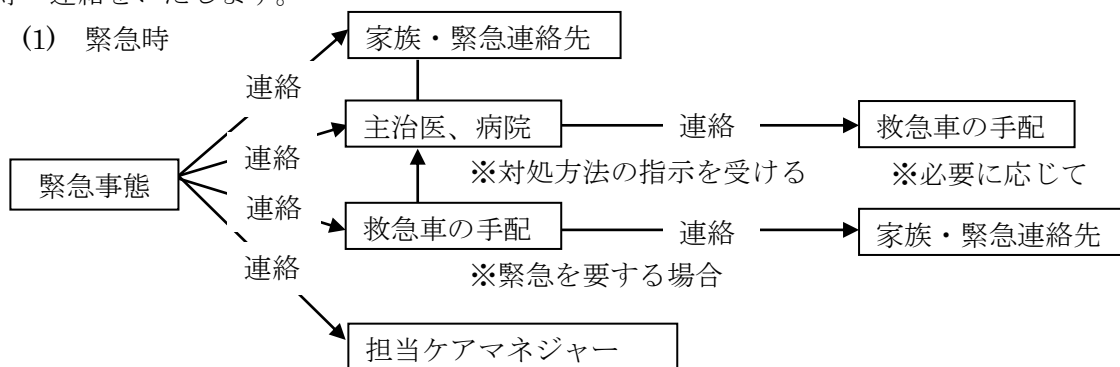 連絡をいたします。
(1) 緊急時
家族・緊急連絡先
連絡
主治医、病院 連絡 救急車の手配
連絡
※対処方法の指示を受ける ※必要に応じて
緊急事態
連絡
救急車の手配 連絡 家族・緊急連絡先
連絡
※緊急を要する場合
担当ケアマネジャー